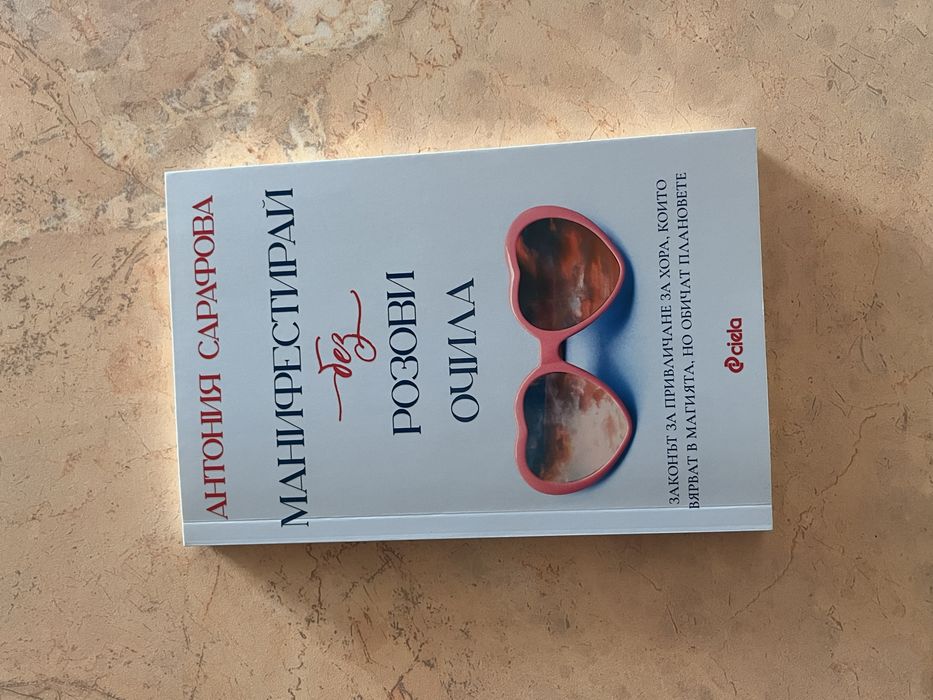 АНТОНИЯ САРАФОВА
МАНИФЕСТИРАЙ
без
РОЗОВИ
ОЧИЛА
ЗАКОНЪТ ЗА ПРИВЛИЧАНЕ ЗА ХОРА, КОИТО
ВЯРВАТ В МАГИЯТА, НО ОБИЧАТ ПЛАНОВЕТЕ
ciela